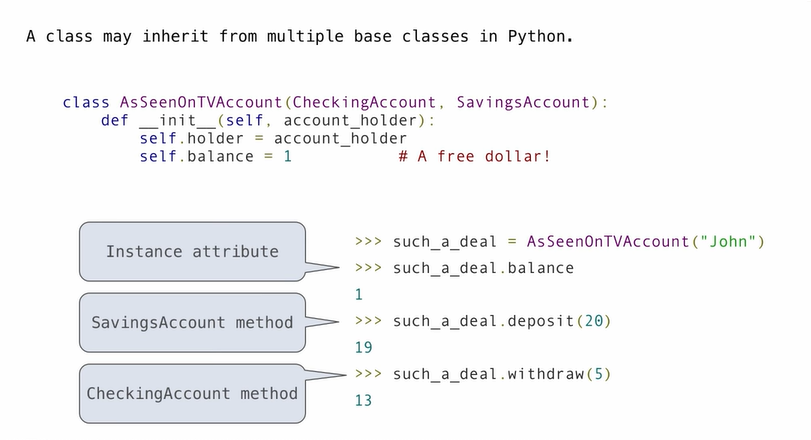 A class may inherit from multiple base classes in Python.
class AsSeenOnTVAccount(CheckingAccount, SavingsAccount):
    def __init__(self, account_holder):
        self.holder = account_holder
        self.balance = 1           # A free dollar!
Instance attribute
SavingsAccount method
CheckingAccount method
>>> such_a_deal = AsSeenOnTVAccount("John")
>>> such_a_deal.balance
1
>>> such_a_deal.deposit(20)
19
>>> such_a_deal.withdraw(5)
13